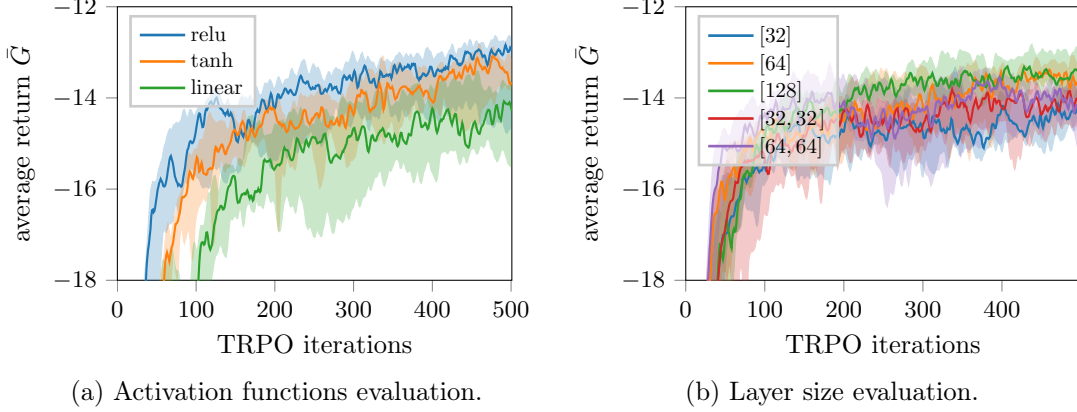 −12
−14
−16
−18
0
100
200
300
400
500
TRPO iterations
average return Ḡ
relu
tanh
linear
(a) Activation functions evaluation.
−12
−14
−16
−18
0
100
200
300
400
TRPO iterations
average return Ḡ
[32]
[64]
[128]
[32, 32]
[64, 64]
(b) Layer size evaluation.